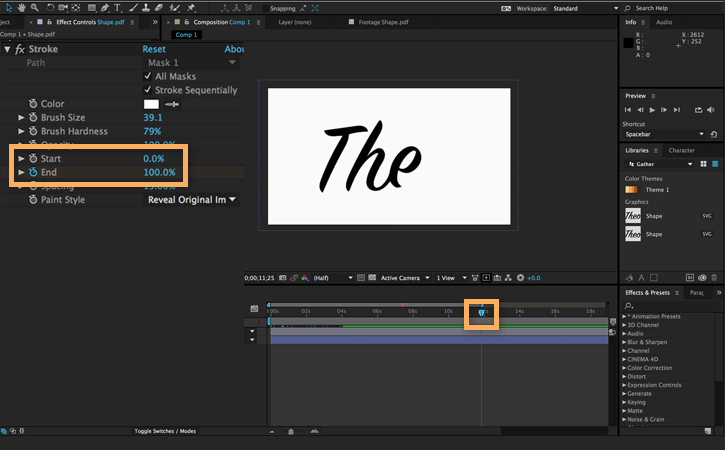 Snapping
Workspace: Standard
Search Help
Effect Controls Shape.pdf
Composition Comp 1
Layer (none)
Footage Shape.pdf
Info
Audio
Comp 1 • Shape.pdf
Comp 1
R :
G :
B :
A : 0
X : 2612
Y : 252
fx Stroke
Reset
Abou
Path
Mask 1
All Masks
Stroke Sequentially
Color
Brush Size
39.1
Brush Hardness
79%
Opacity
100.0%
Start
0.0%
End
100.0%
Spacing
15.00%
Paint Style
Reveal Original Im
The
Preview
Shortcut
Spacebar
Libraries
Character
Gather
Color Themes
Theme 1
Graphics
Theo Shape SVG
Theo Shape SVG
0;00;11;25
(Half)
Active Camera
1 View
+0.0
:00s 02s 04s 06s 08s 10s 14s 16s 18s
Effects & Presets
* Animation Presets
3D Channel
Audio
Blur & Sharpen
Channel
CINEMA 4D
Color Correction
Distort
Expression Controls
Generate
Keying
Matte
Noise & Grain
Toggle Switches / Modes